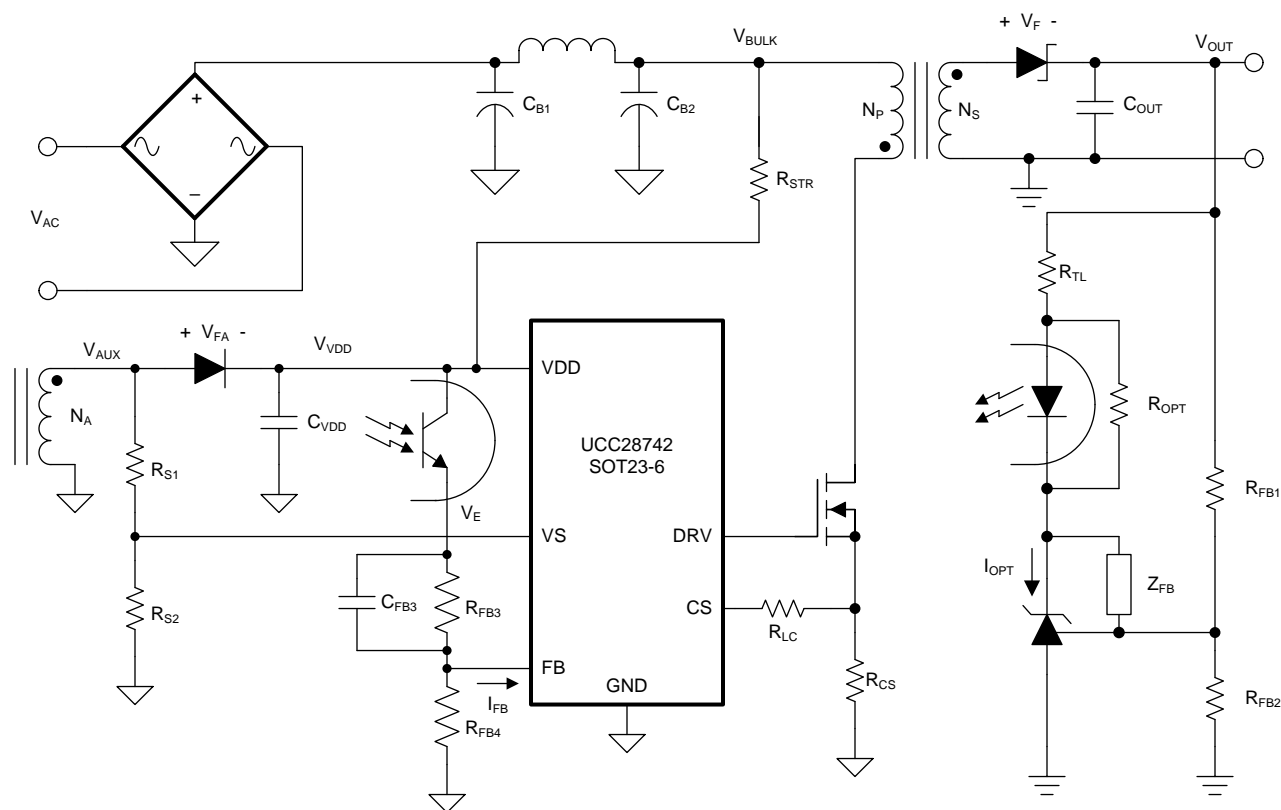 + V_F -
V_BULK
V_OUT
+
C_B1
C_B2
N_P
N_S
C_OUT
R_STR
–
V_AC
R_TL
+ V_FA -
V_AUX
V_VDD
VDD
N_A
C_VDD
R_OPT
UCC28742
SOT23-6
R_S1
R_FB1
V_E
VS
DRV
I_OPT
Z_FB
C_FB3
R_FB3
CS
R_S2
R_LC
FB
GND
R_CS
I_FB
R_FB4
R_FB2